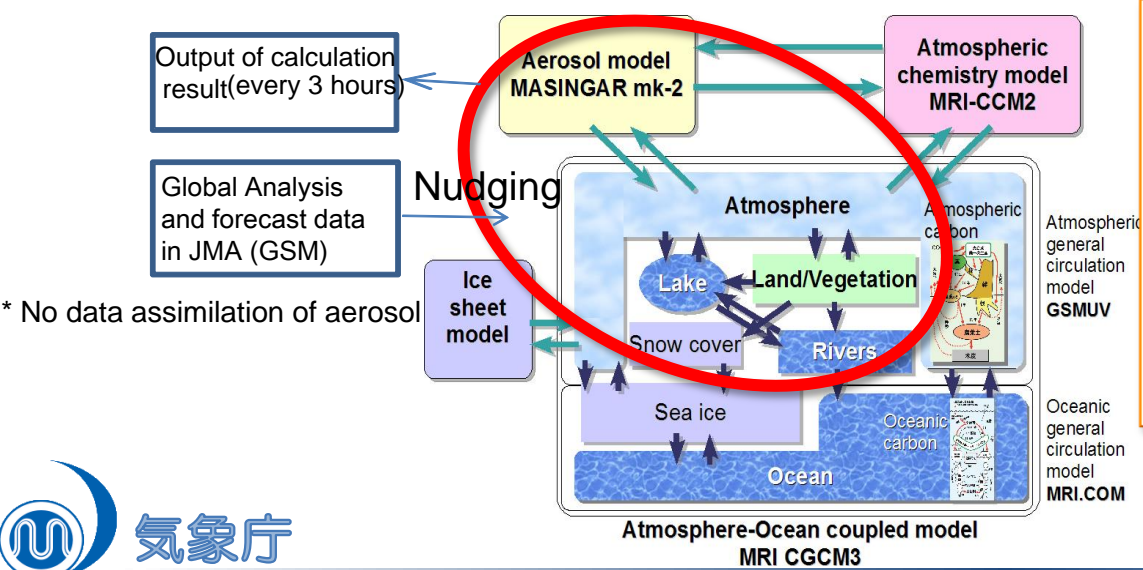 Output of calculation
result(every 3 hours)
Aerosol model
MASINGAR mk-2
Atmospheric
chemistry model
MRI-CCM2
Global Analysis
and forecast data
in JMA (GSM)
Nudging
Atmosphere
Atmospheric
carbon
Lake
Land/Vegetation
Snow cover
Rivers
Atmospheric
general
circulation
model
GSMUV
* No data assimilation of aerosol
Ice
sheet
model
Sea ice
Oceanic
carbon
Ocean
Oceanic
general
circulation
model
MRI.COM
Atmosphere-Ocean coupled model
MRI CGCM3
気象庁